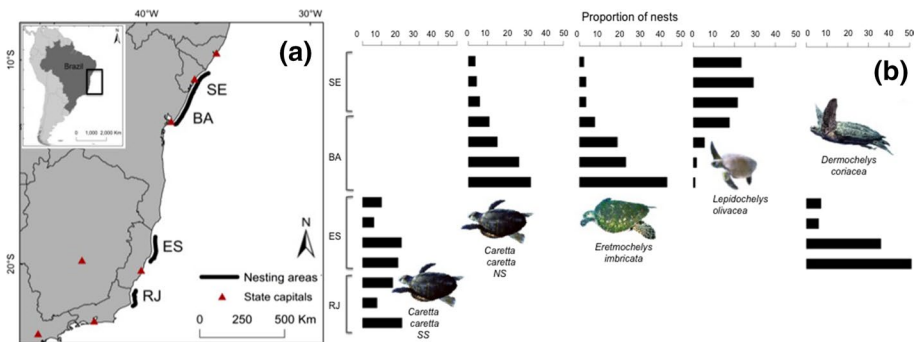 40°W
30°W
10°S
20°S
(a)
Brazil
N
0 1,000 2,000 Km
SE
BA
ES
RJ
N
Nesting areas
State capitals
0 250 500 Km
Proportion of nests
0 10 20 30 40 50
0 10 20 30 40 50
0 10 20 30 40 50
0 10 20 30 40 50
0 10 20 30 40 50
(b)
SE
BA
ES
RJ
Caretta
caretta
SS
Caretta
caretta
NS
Eretmochelys
imbricata
Lepidochelys
olivacea
Dermochelys
coriacea